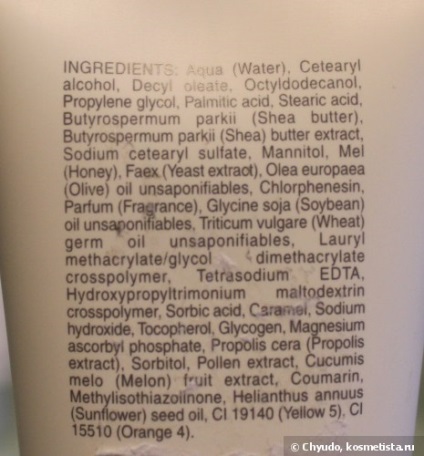 INGREDIENTS: Aqua (Water), Cetearyl
alcohol, Decyl oleate, Octyldodecanol,
Propylene glycol, Palmitic acid, Stearic acid,
Butyrospermum parkii (Shea butter),
Butyrospermum parkii (Shea) butter extract,
Sodium cetearyl sulfate, Mannitol, Mel
(Honey), Faex (Yeast extract), Olea europaea
(Olive) oil unsaponifiables, Chlorphenesin,
Parfum (Fragrance), Glycine soja (Soybean)
oil unsaponifiables, Triticum vulgare (Wheat)
germ oil unsaponifiables, Lauryl
methacrylate/glycol dimethacrylate
crosspolymer, Tetrasodium EDTA,
Hydroxypropyltrimonium maltodextrin
crosspolymer, Sorbic acid, Caramel, Sodium
hydroxide, Tocopherol, Glycogen, Magnesium
ascorbyl phosphate, Propolis cera (Propolis
extract), Sorbitol, Pollen extract, Cucumis
melo (Melon) fruit extract, Coumarin,
Methylisothiazolinone, Helianthus annuus
(Sunflower) seed oil, CI 19140 (Yellow 5), CI
15510 (Orange 4).
© Chyudo, kosmetista.ru